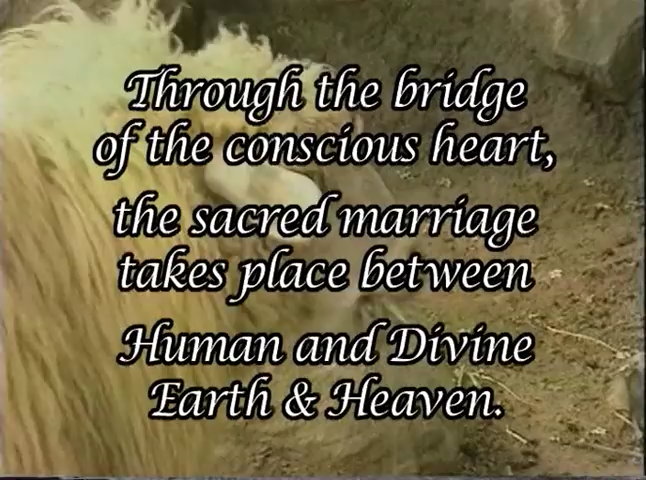 Through the bridge
of the conscious heart,
the sacred marriage
takes place between
Human and Divine
Earth & Heaven.